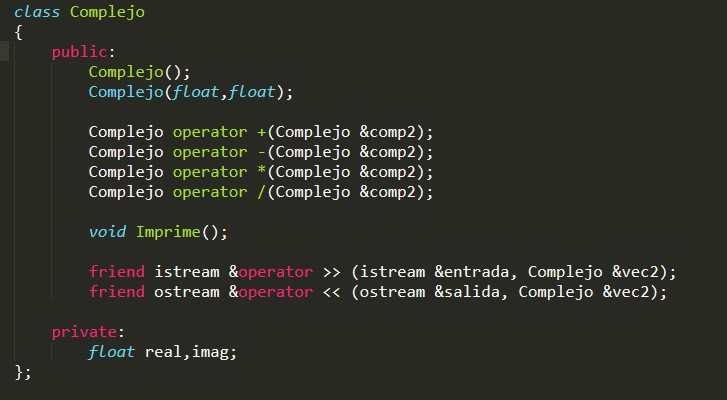 class Complejo
{
public:
Complejo();
Complejo(float,float);
Complejo operator +(Complejo &comp2);
Complejo operator -(Complejo &comp2);
Complejo operator *(Complejo &comp2);
Complejo operator /(Complejo &comp2);
void Imprime();
friend istream &operator >> (istream &entrada, Complejo &vec2);
friend ostream &operator << (ostream &salida, Complejo &vec2);
private:
float real,imag;
};